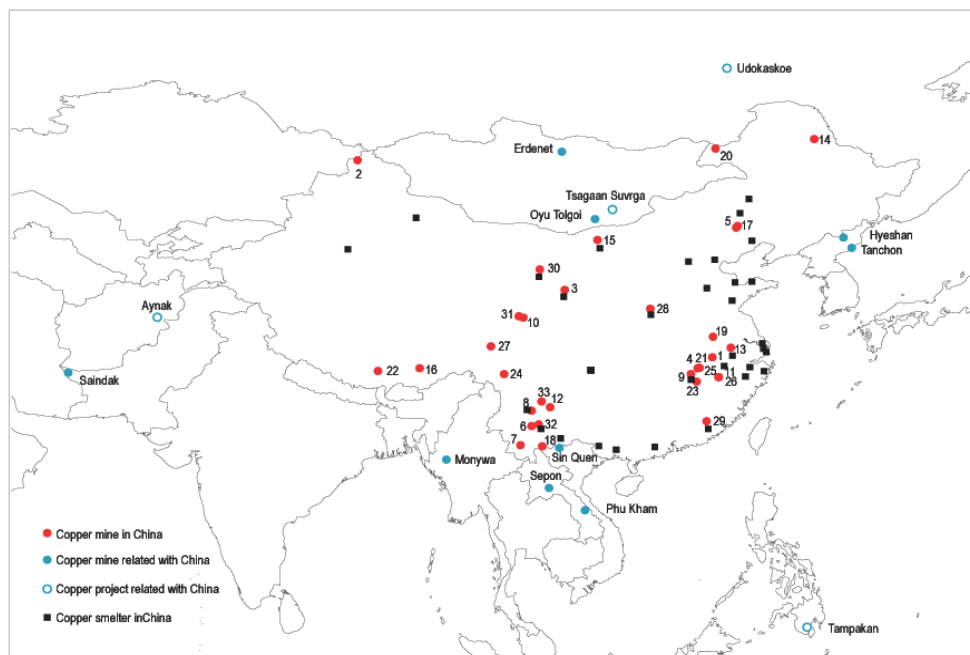 Udokaskoe
14
20
Erdenet
2
Tsagaan Suvrga
Oyu Tolgoi
5 17
Hyeshan
Tanchon
15
30
3
Aynak
31 10
28
19
27
13
4 21 1
Saindak
22
16
24
25
9
11
26
23
33
8 12
6 32
29
7 18
Sin Quen
Monywa
Sepon
Phu Kham
Copper mine in China
Copper mine related with China
Copper project related with China
Copper smelter inChina
Tampakan